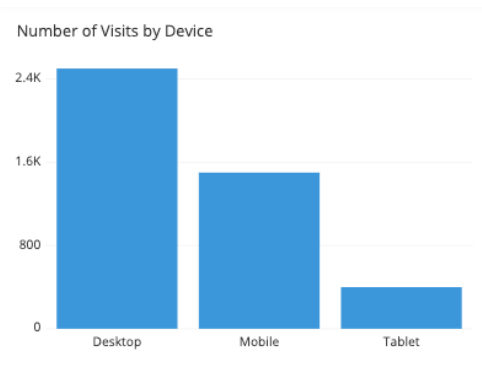 Number of Visits by Device
2.4K
1.6K
800
0
Desktop Mobile Tablet